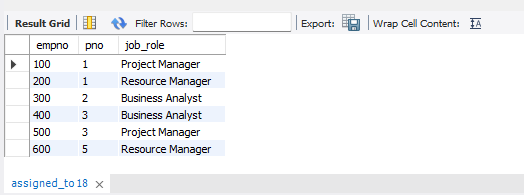 Result Grid Filter Rows: Export: Wrap Cell Content:
empno pno job_role
100 1 Project Manager
200 1 Resource Manager
300 2 Business Analyst
400 3 Business Analyst
500 3 Project Manager
600 5 Resource Manager
assigned_to 18